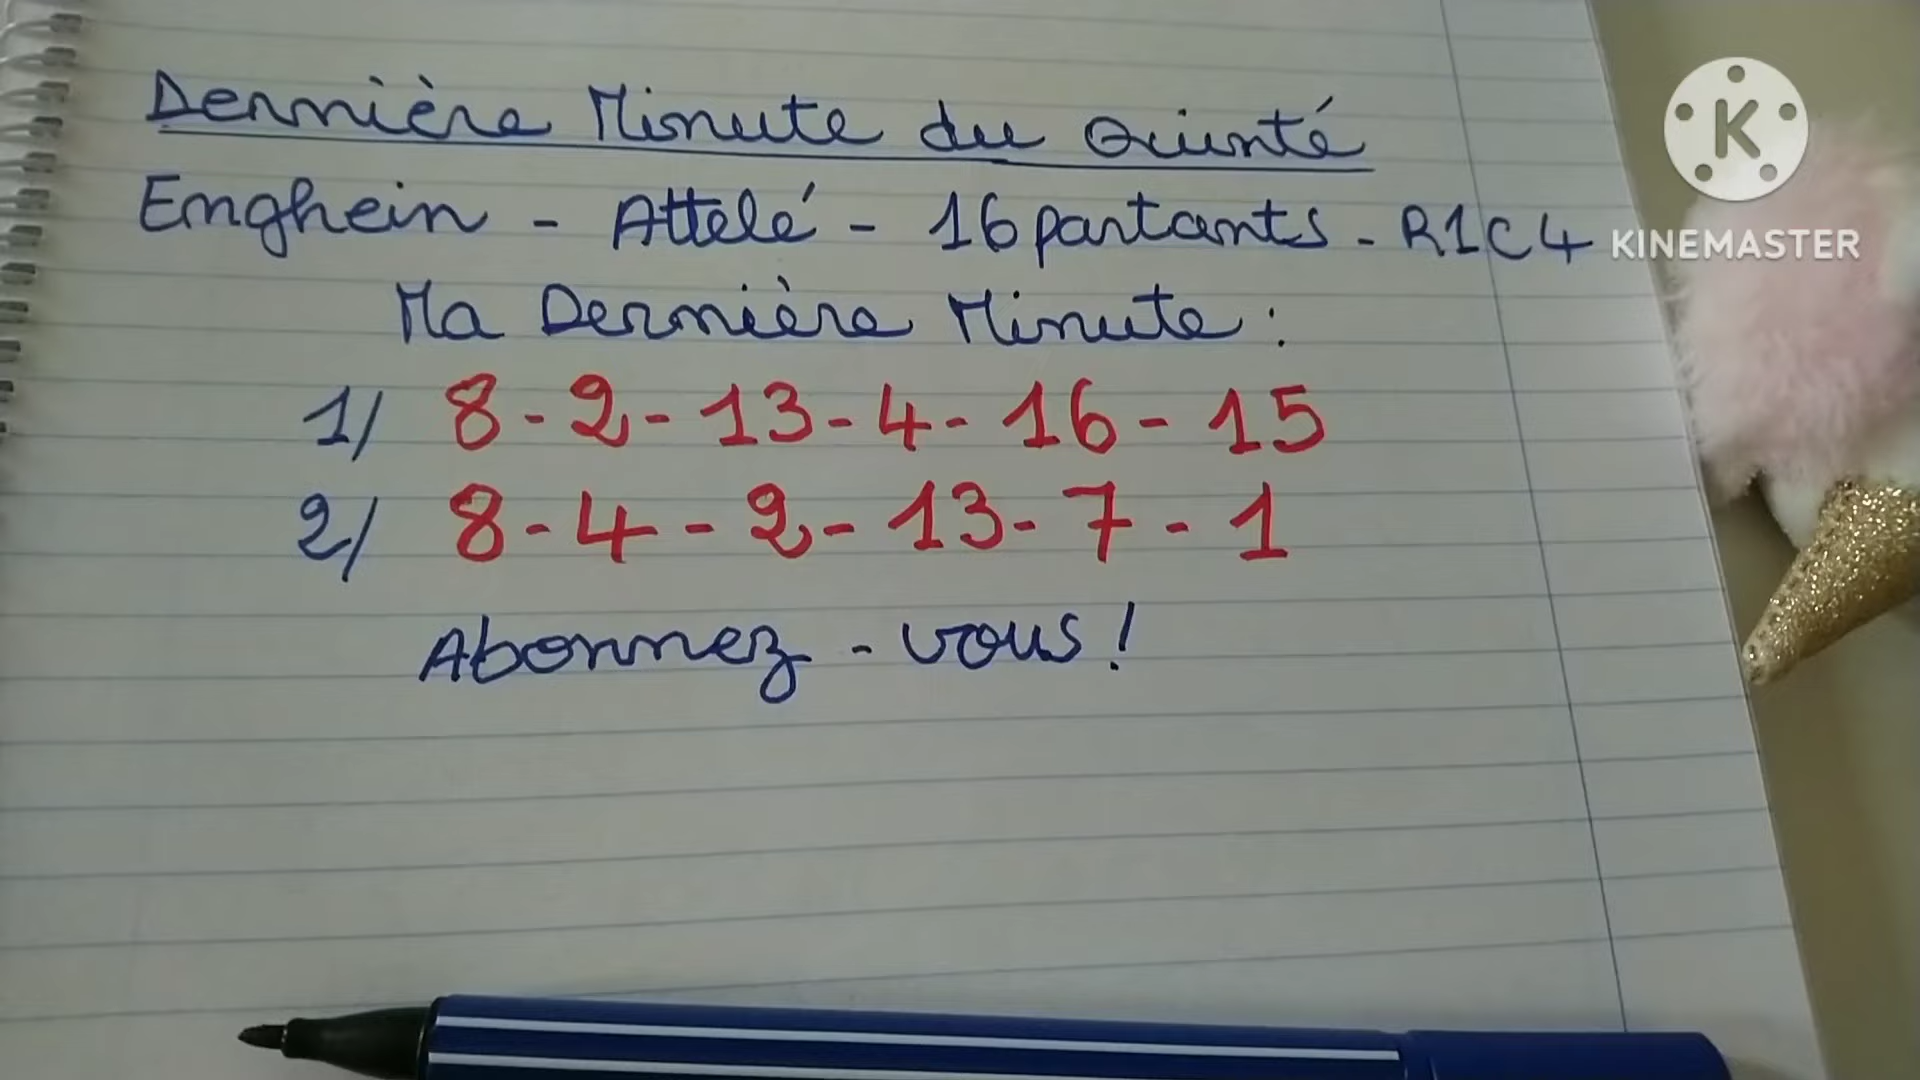 Dernière Minute du Quinté
Enghein - Attelé - 16 partants - R1C4
Ma Dernière Minute :
1/ 8 - 2 - 13 - 4 - 16 - 15
2/ 8 - 4 - 2 - 13 - 7 - 1
Abonnez - vous !
K
KINEMASTER